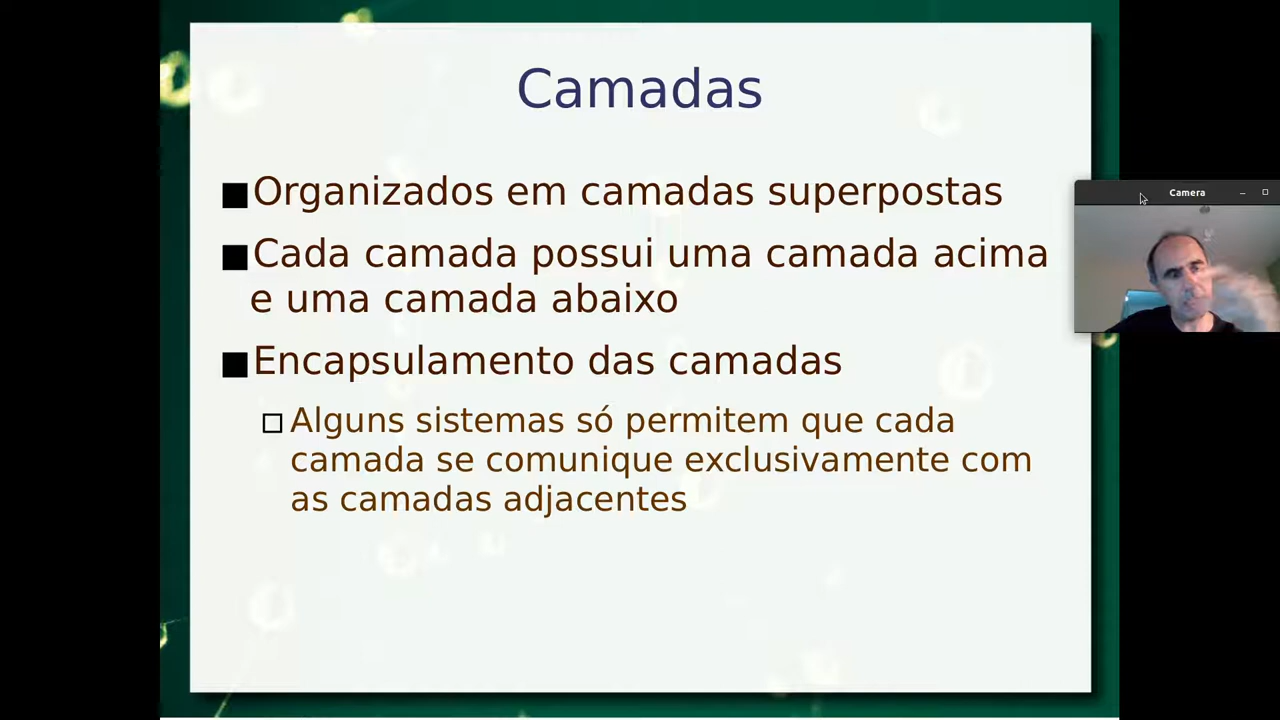 Camadas
Organizados em camadas superpostas
Cada camada possui uma camada acima
e uma camada abaixo
Encapsulamento das camadas
Alguns sistemas só permitem que cada
camada se comunique exclusivamente com
as camadas adjacentes
Camera